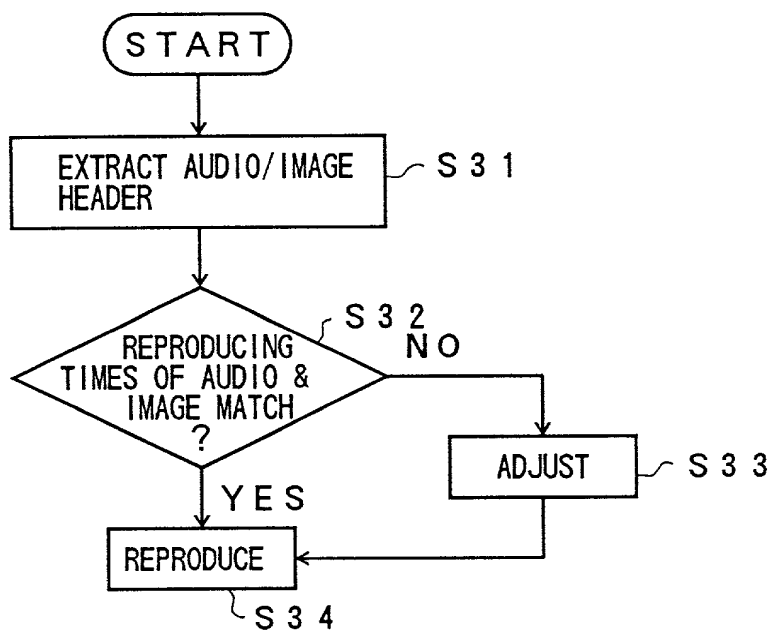 START
EXTRACT AUDIO/IMAGE
HEADER
S31
S32
REPRODUCING
TIMES OF AUDIO &
IMAGE MATCH
?
NO
ADJUST
S33
YES
REPRODUCE
S34